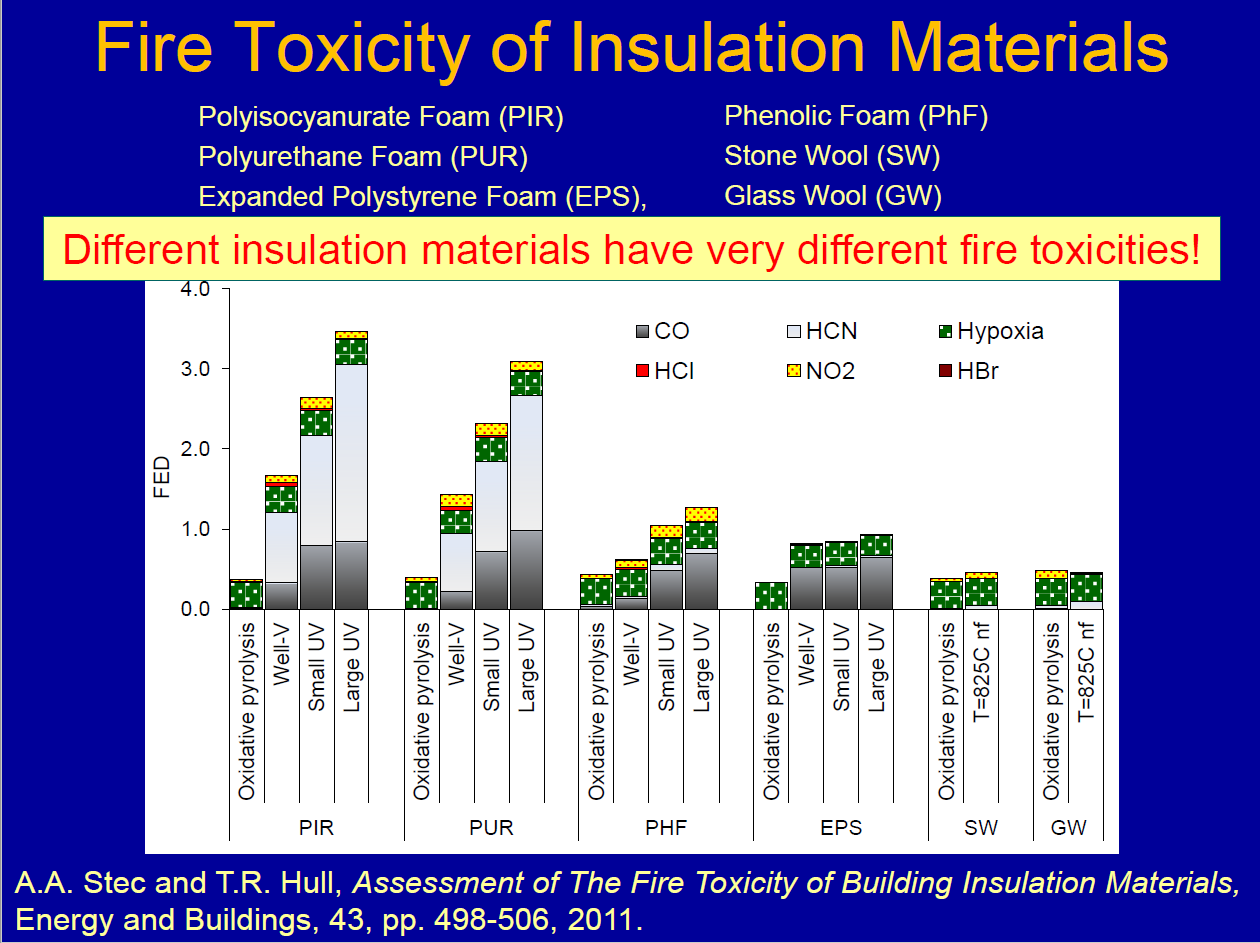 Fire Toxicity of Insulation Materials
Polyisocyanurate Foam (PIR)
Polyurethane Foam (PUR)
Expanded Polystyrene Foam (EPS),
Phenolic Foam (PhF)
Stone Wool (SW)
Glass Wool (GW)
Different insulation materials have very different fire toxicities!
4.0
3.0
2.0
1.0
0.0
FED
CO
HCN
Hypoxia
HCl
NO2
HBr
Oxidative pyrolysis
Well-V
Small UV
Large UV
Oxidative pyrolysis
Well-V
Small UV
Large UV
Oxidative pyrolysis
Well-V
Small UV
Large UV
Oxidative pyrolysis
Well-V
Small UV
Large UV
Oxidative pyrolysis
T=825C nf
Oxidative pyrolysis
T=825C nf
PIR
PUR
PHF
EPS
SW
GW
A.A. Stec and T.R. Hull, Assessment of The Fire Toxicity of Building Insulation Materials,
Energy and Buildings, 43, pp. 498-506, 2011.